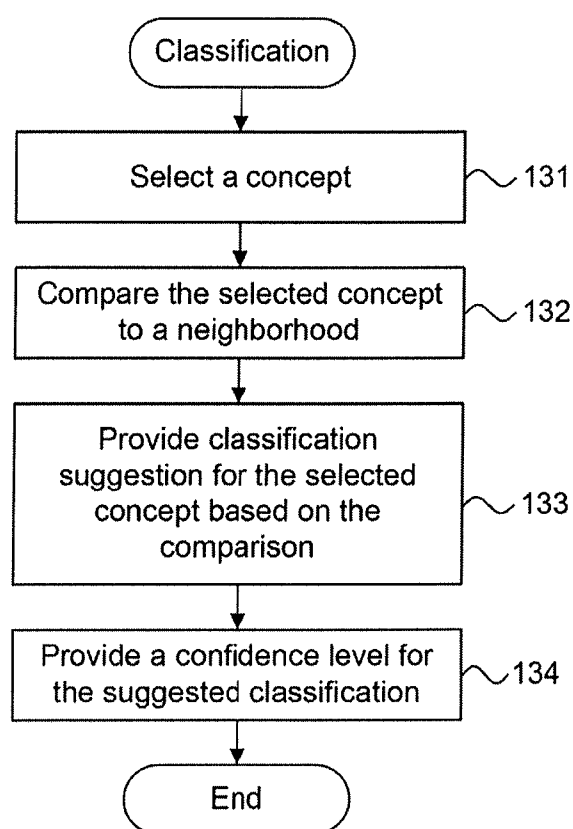 Classification
Select a concept
131
Compare the selected concept
to a neighborhood
132
Provide classification
suggestion for the selected
concept based on the
comparison
133
Provide a confidence level for
the suggested classification
134
End